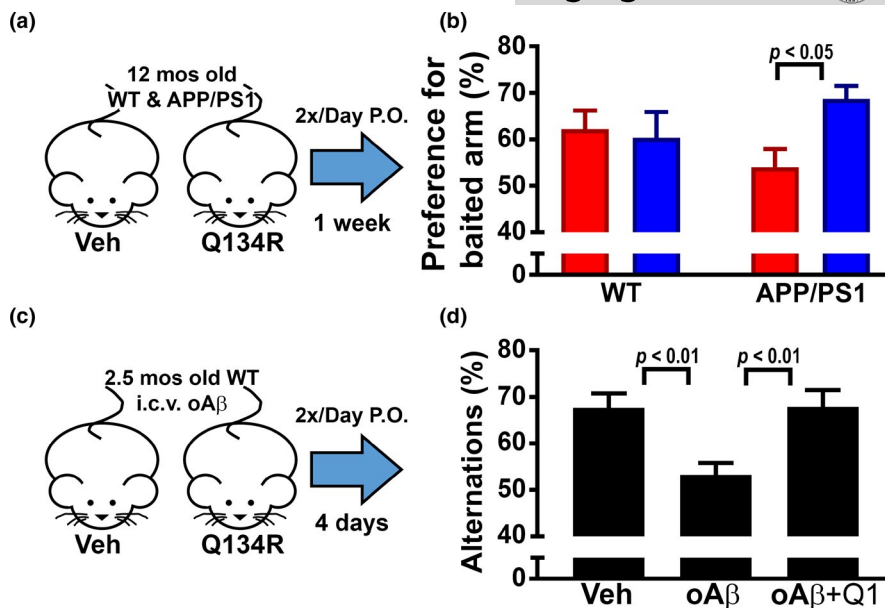 (a)
12 mos old
WT & APP/PS1
2x/Day P.O.
1 week
Veh
Q134R
(b)
Preference for
baited arm (%)
80
70
60
50
40
0
p < 0.05
WT
APP/PS1
(c)
2.5 mos old WT
i.c.v. oAβ
2x/Day P.O.
4 days
Veh
Q134R
(d)
Alternations (%)
80
70
60
50
40
0
p < 0.01
p < 0.01
Veh
oAβ
oAβ+Q1